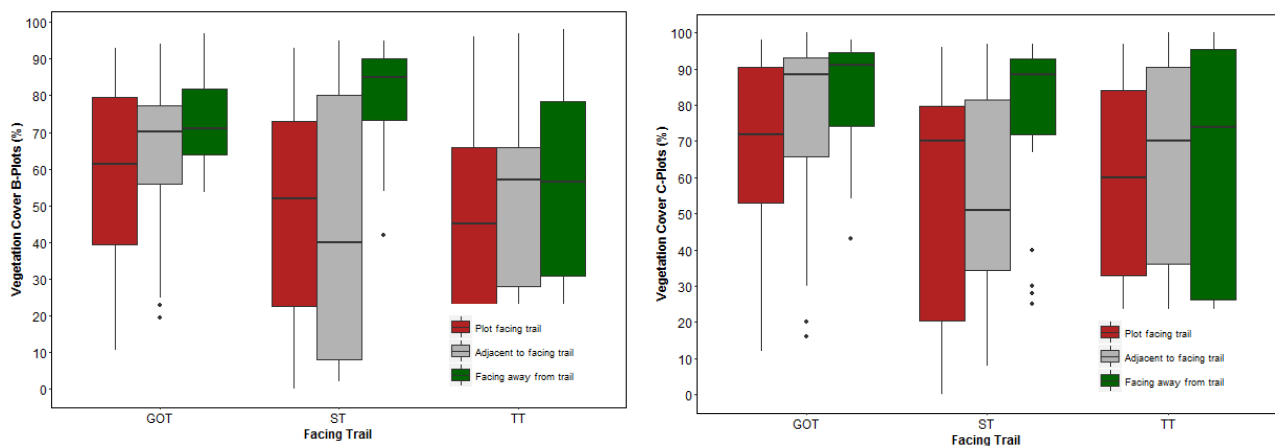 Vegetation Cover B-Plots (%)
100
90
80
70
60
50
40
30
20
10
0
Plot facing trail
Adjacent to facing trail
Facing away from trail
GOT
ST
TT
Facing Trail
Vegetation Cover C-Plots (%)
100
90
80
70
60
50
40
30
20
10
0
Plot facing trail
Adjacent to facing trail
Facing away from trail
GOT
ST
TT
Facing Trail